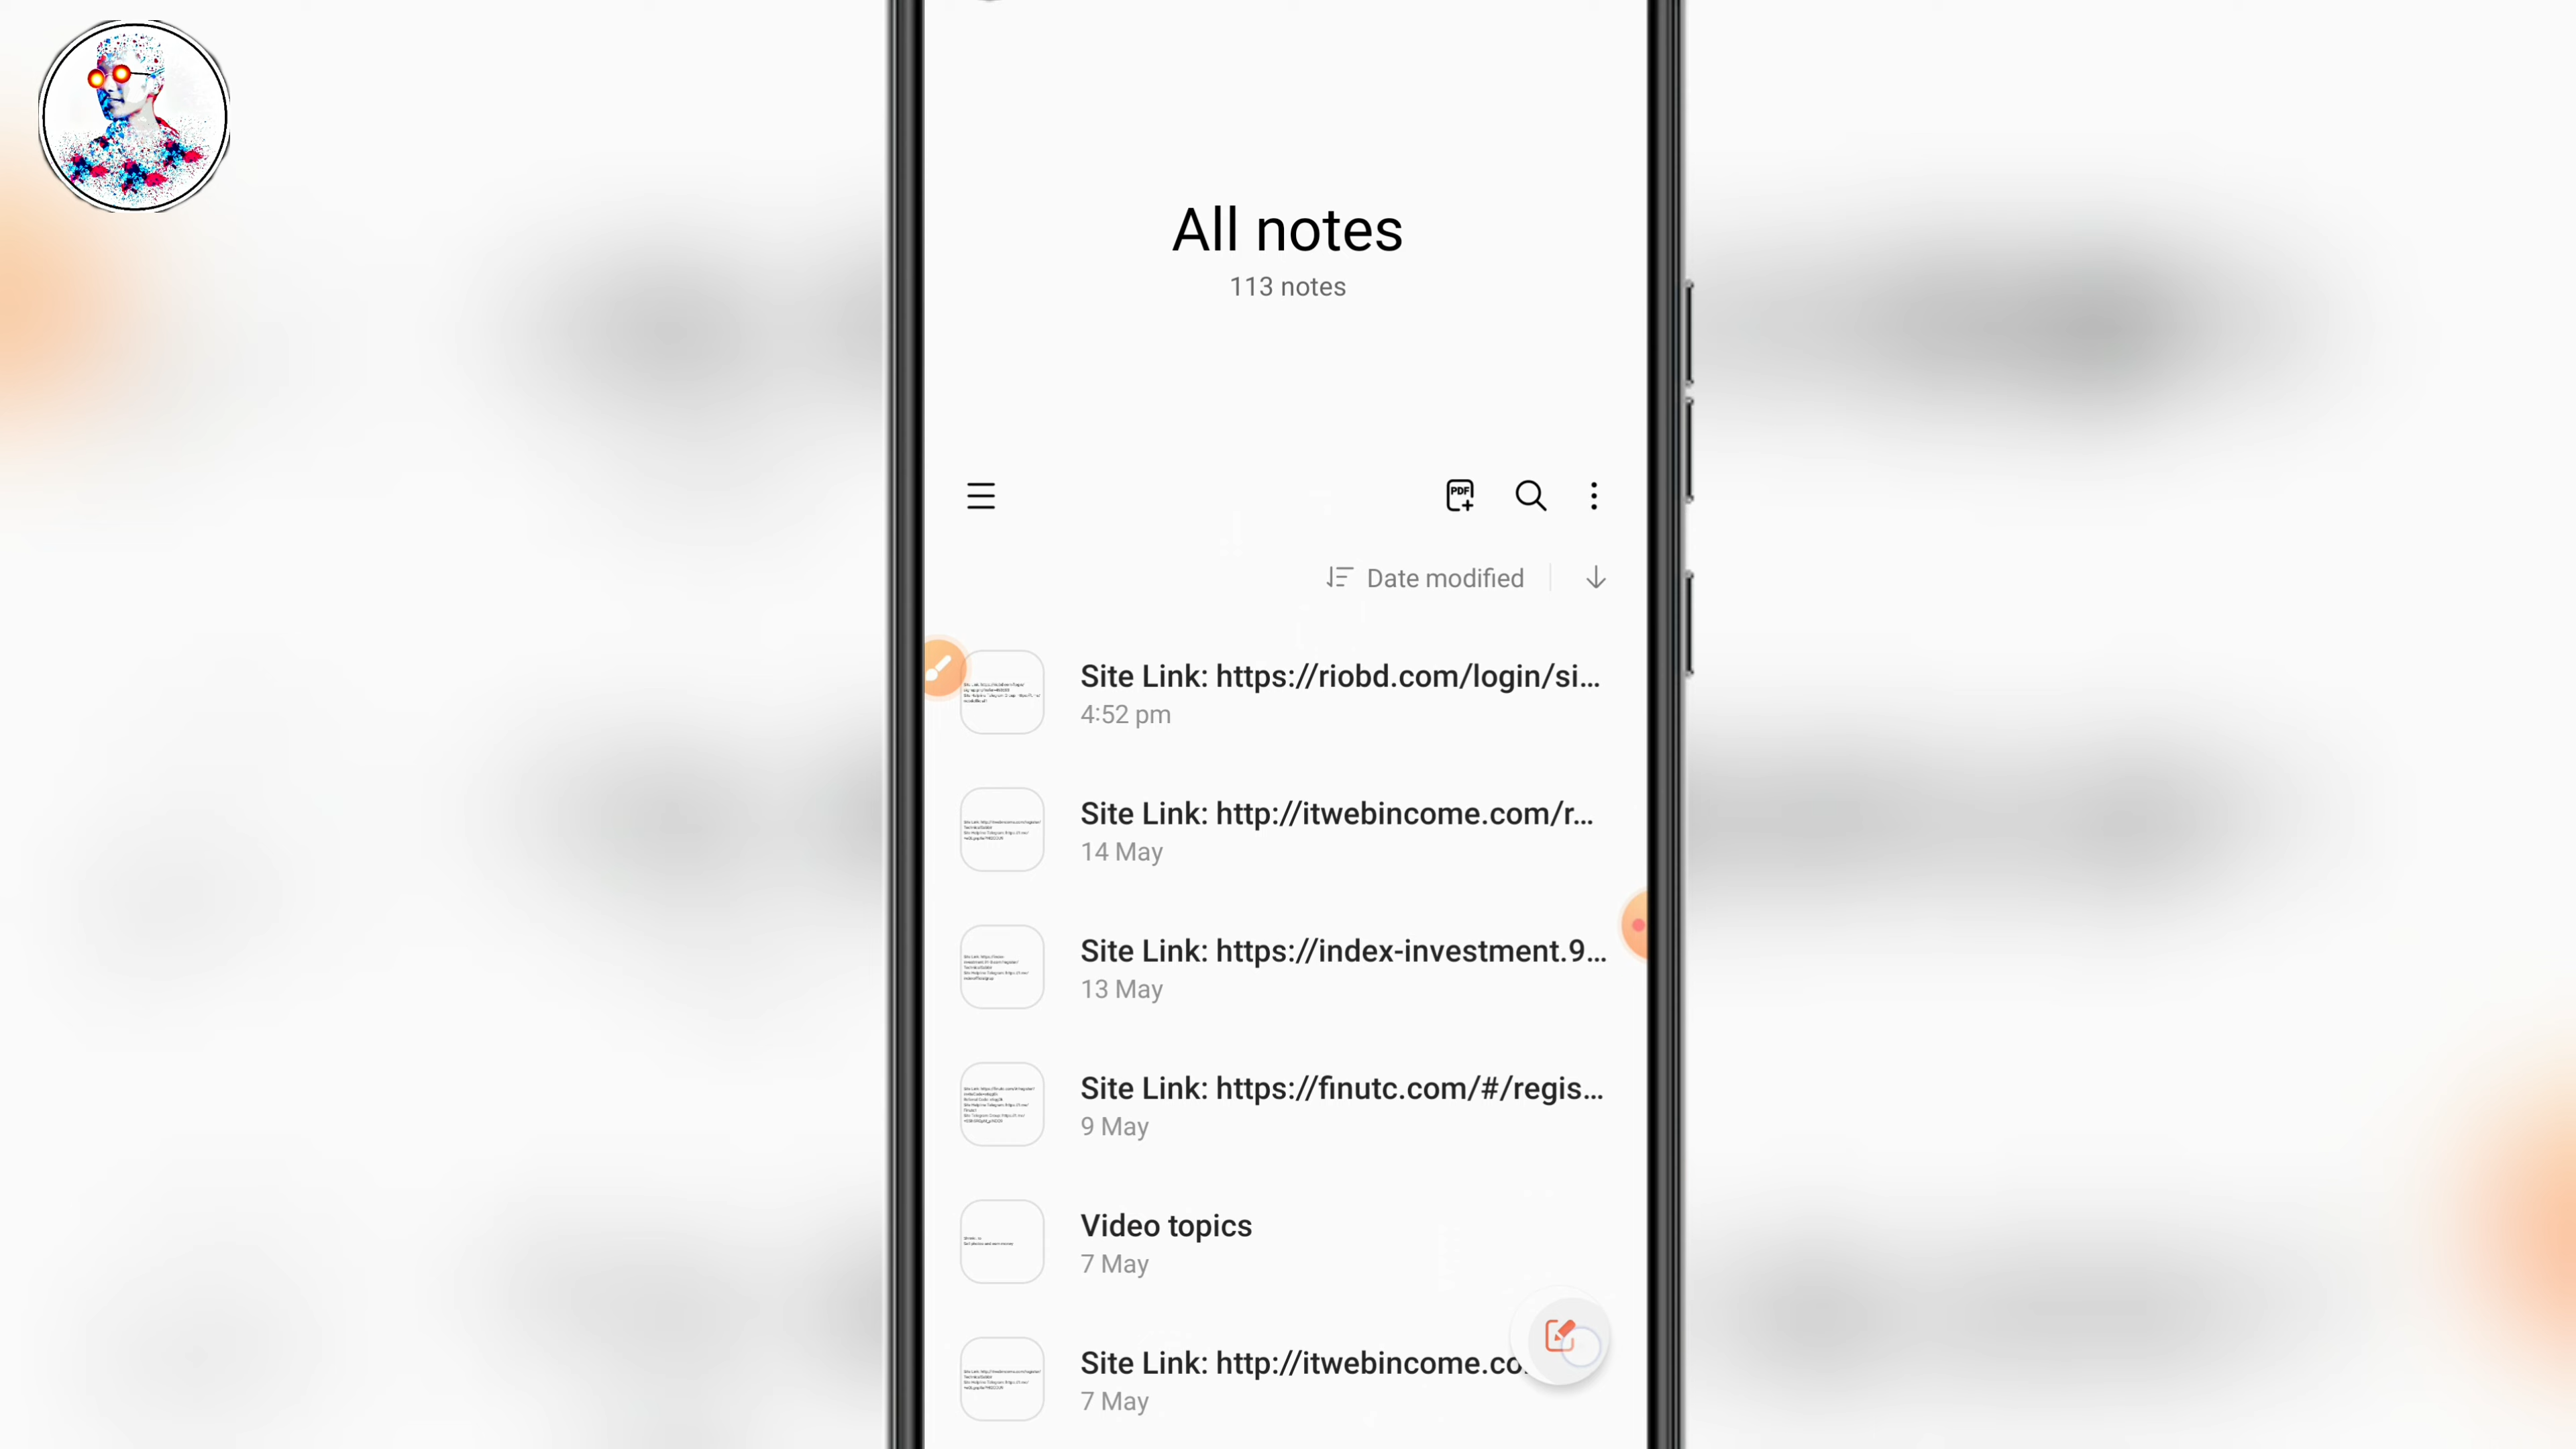 All notes
113 notes
PDF
Date modified
Site Link: https://riobd.com/login/si...
4:52 pm
Site Link: http://itwebincome.com/r...
14 May
Site Link: https://index-investment.9...
13 May
Site Link: https://finutc.com/#/regis...
9 May
Video topics
7 May
Site Link: http://itwebincome.co
7 May